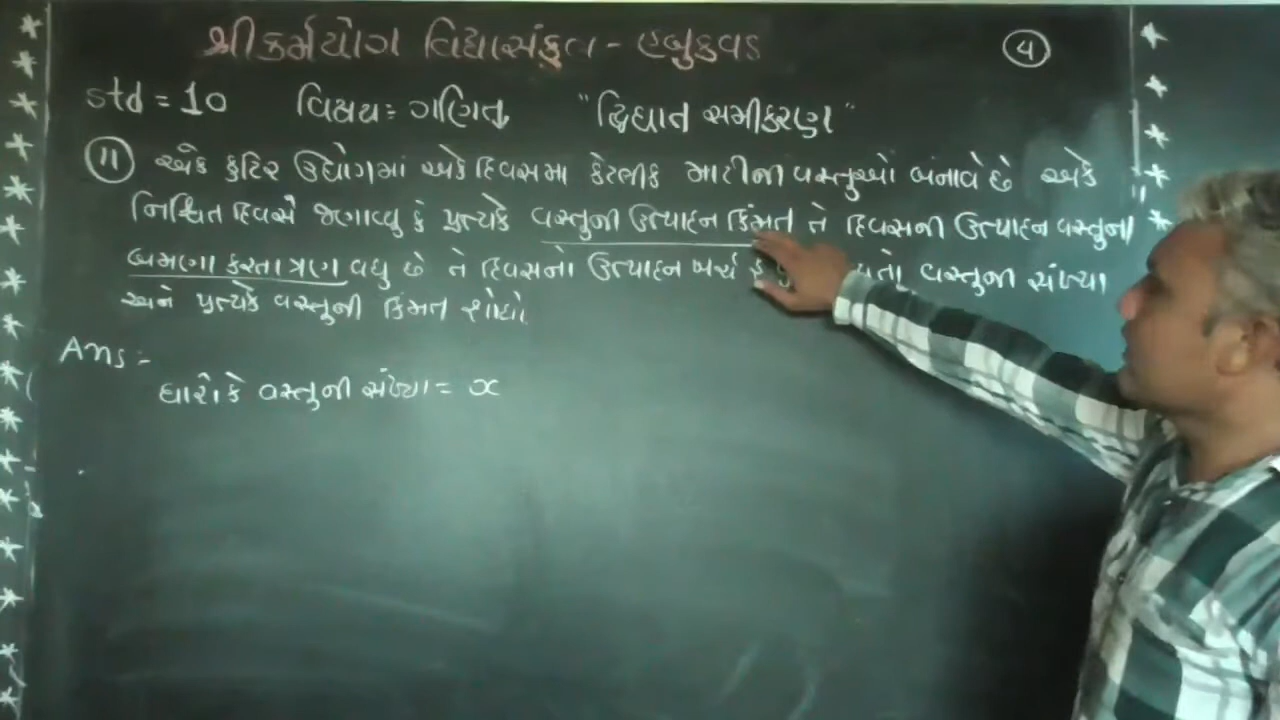 શ્રી કર્મયોગ વિદ્યાસંકુલ - હબુકવડ
4
std = 10 વિષય: ગણિત "દ્વિઘાત સમીકરણ"
11 એક કુટિર ઉદ્યોગમાં એક દિવસમા કેટલીક માટીની વસ્તુઓ બનાવે છે એક
નિશ્ચિત દિવસે જણાવ્યુ કે પ્રત્યેક વસ્તુની ઉત્પાદન કિંમત તે દિવસની ઉત્પાદન વસ્તુના
બમણા કરતા ત્રણ વધુ છે તે દિવસનો ઉત્પાદન ખર્ચ વસ્તુની સંખ્યા
અને પ્રત્યેક વસ્તુની કિંમત શોધો
Ans :-
ધારોકે વસ્તુની સંખ્યા = x